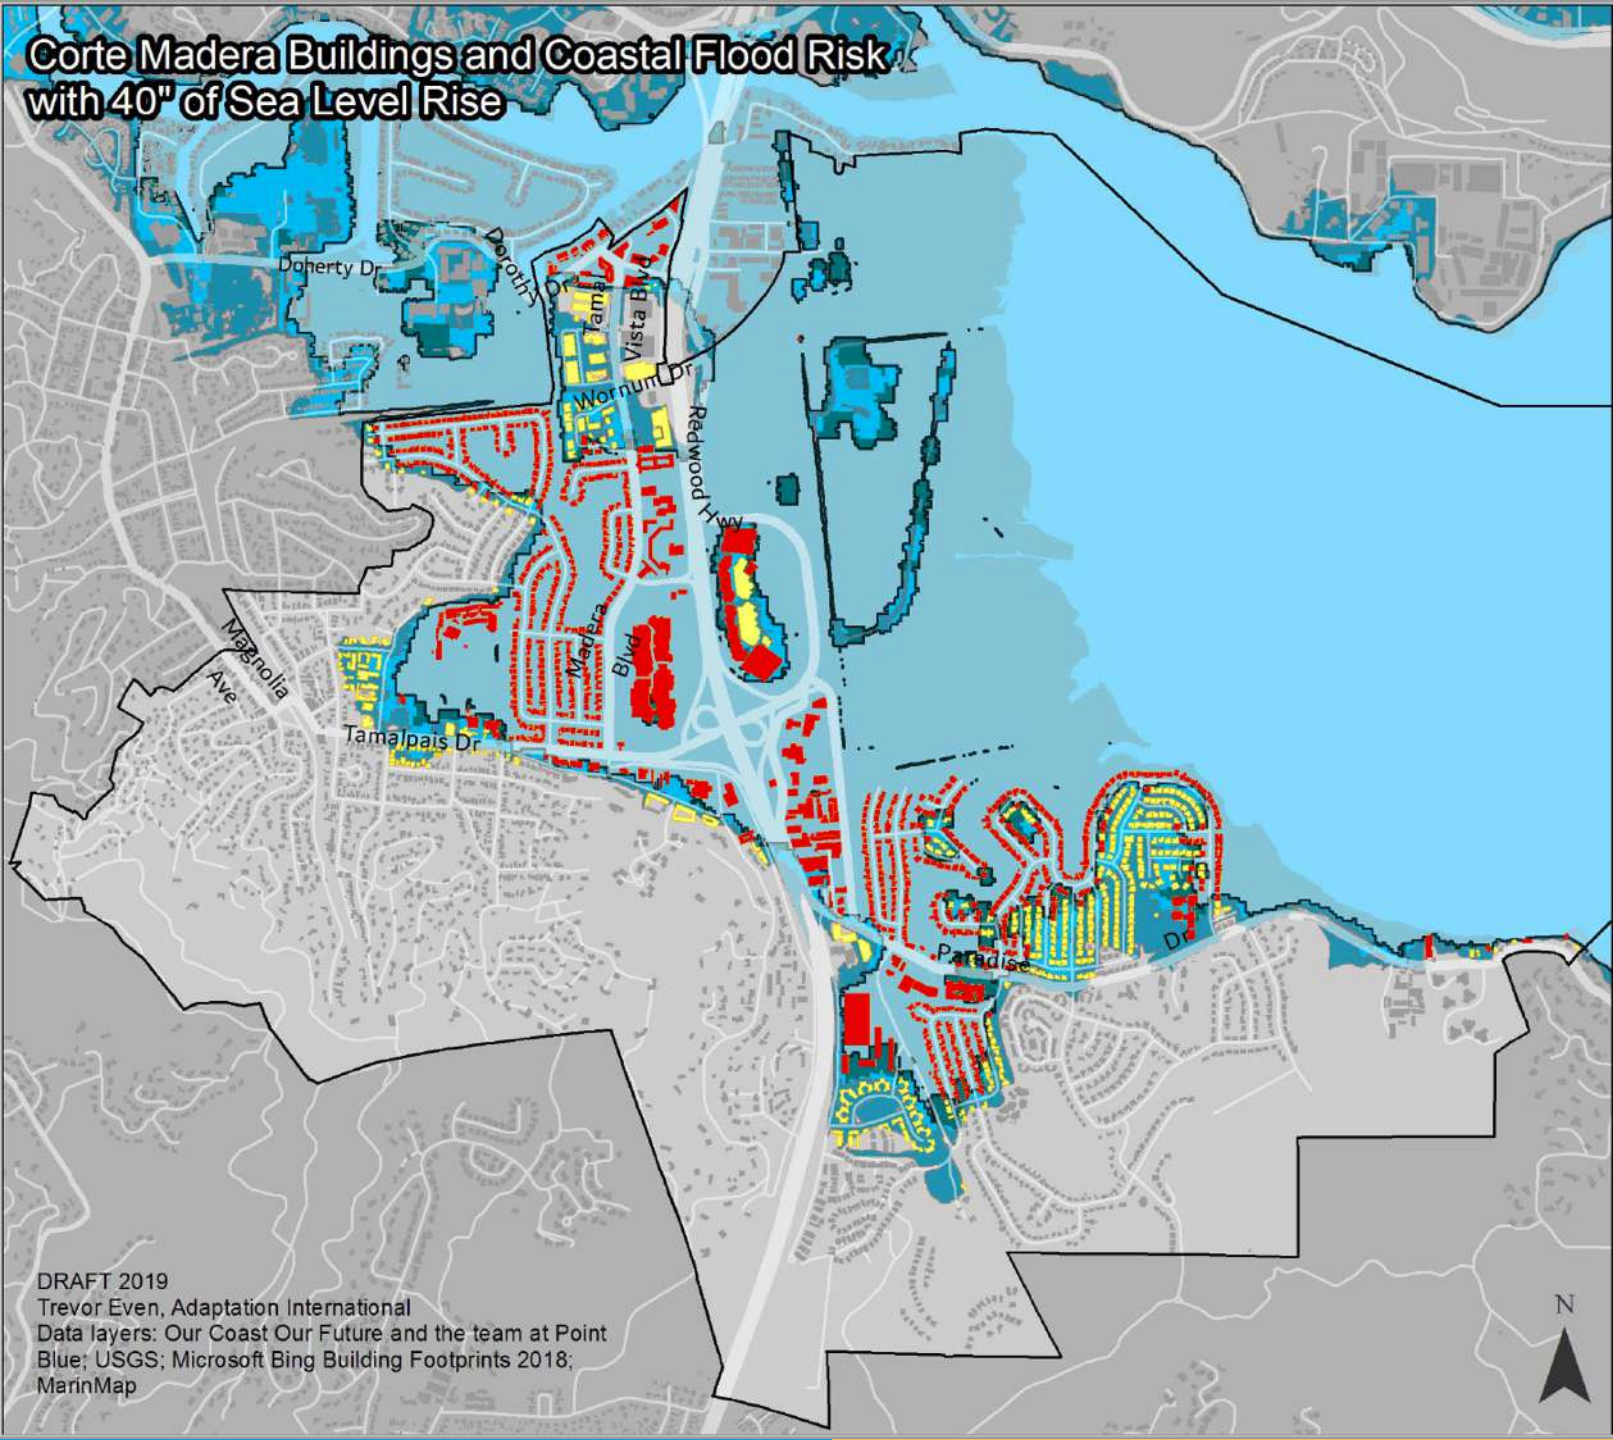 Corte Madera Buildings and Coastal Flood Risk
with 40" of Sea Level Rise
Doherty Dr
Dorothy Dr
Tamal
Vista Blvd
Wornum Dr
Redwood Hwy
Madera
Blvd
Magnolia
Ave
Tamalpais Dr
Paradise
Dr
DRAFT 2019
Trevor Even, Adaptation International
Data layers: Our Coast Our Future and the team at Point
Blue; USGS; Microsoft Bing Building Footprints 2018;
MarinMap
N